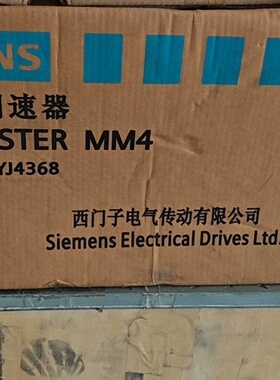 ENS
调速器
STER MM4
YJ4368
西门子电气传动有限公司
Siemens Electrical Drives Ltd.